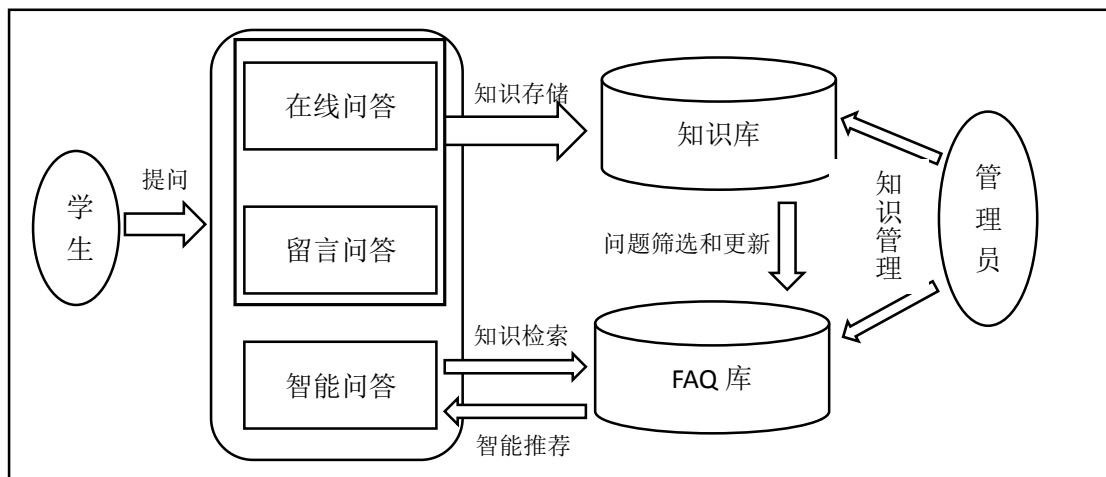 学生
提问
在线问答
留言问答
智能问答
知识存储
知识库
问题筛选和更新
知识检索
智能推荐
FAQ 库
知识管理
管理员